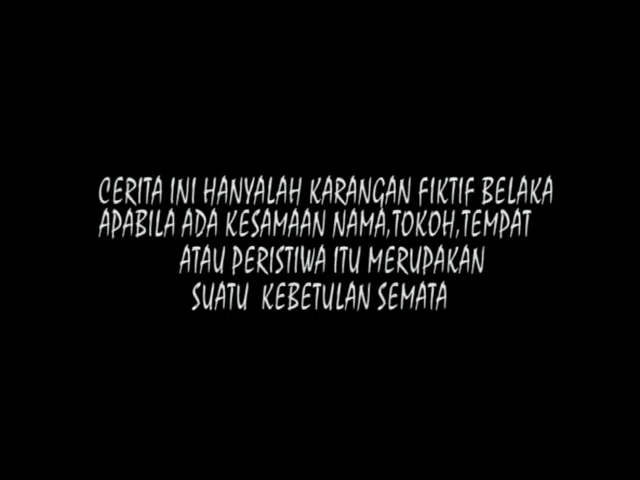 CERITA INI HANYALAH KARANGAN FIKTIF BELAKA
APABILA ADA KESAMAAN NAMA,TOKOH,TEMPAT
ATAU PERISTIWA ITU MERUPAKAN
SUATU KEBETULAN SEMATA